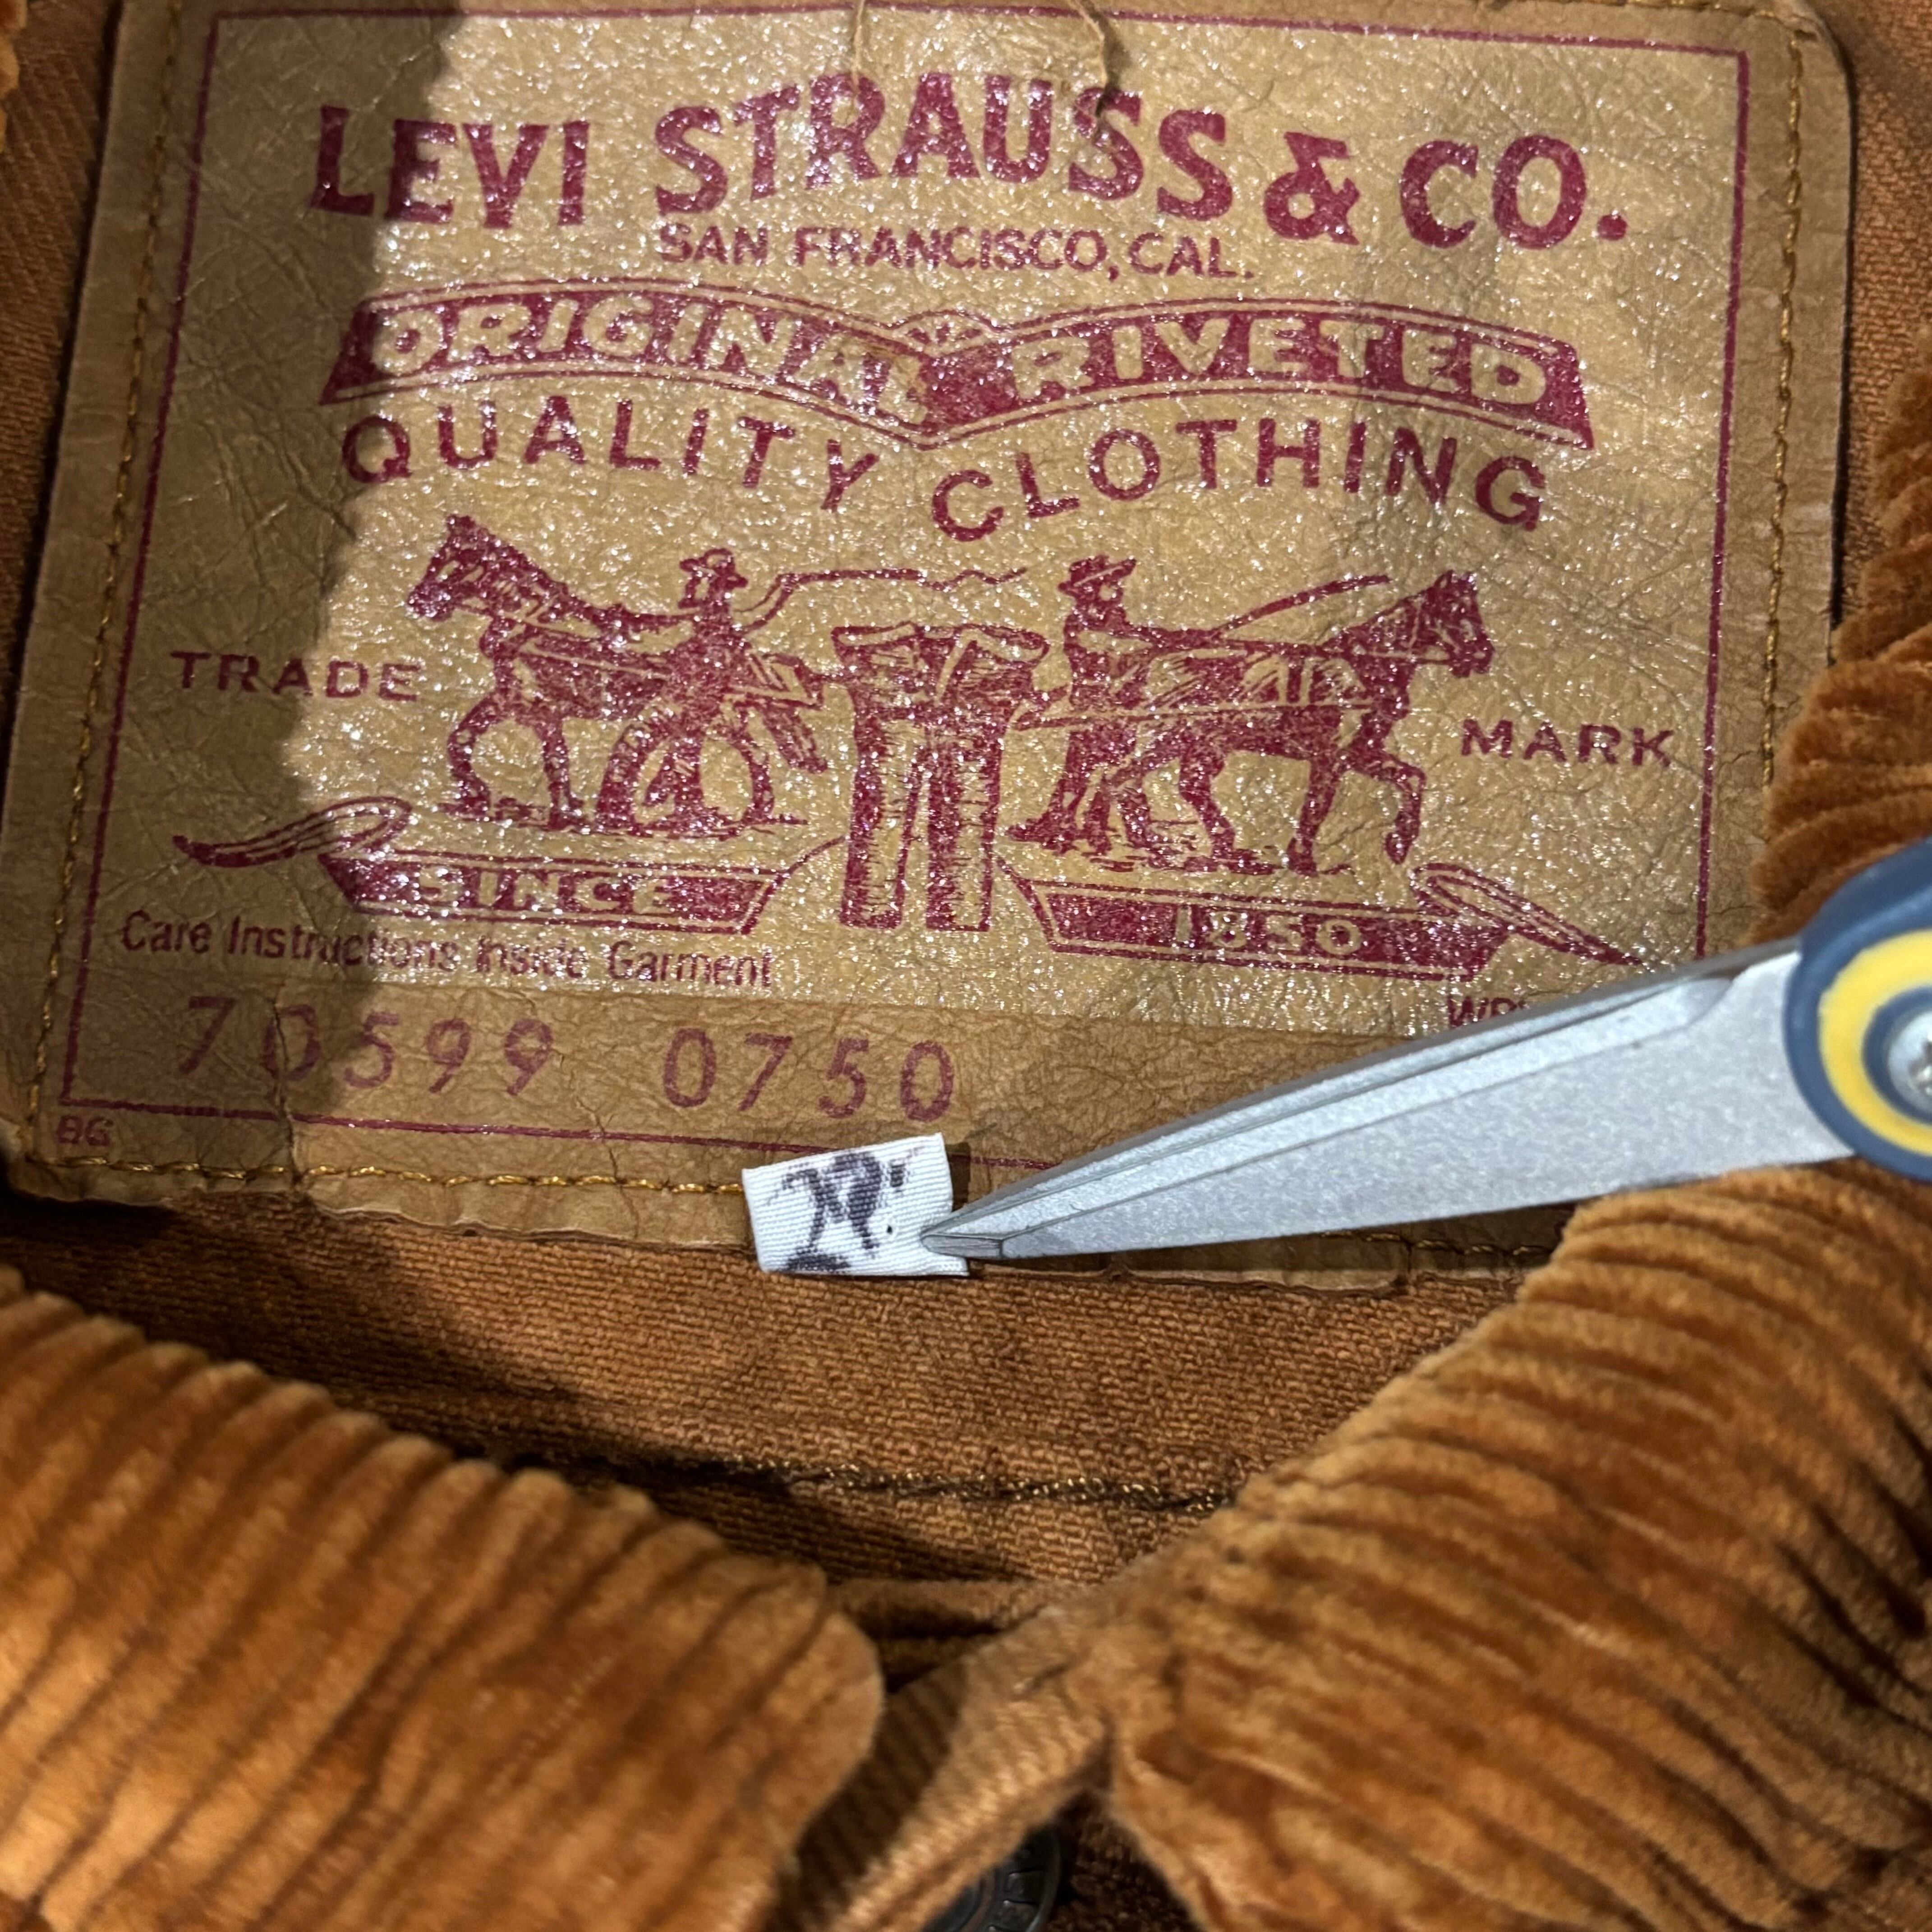 LEVI STRAUSS & CO.
SAN FRANCISCO, CAL.
ORIGINAL RIVETED
QUALITY CLOTHING
TRADE MARK
SINCE 1850
Care Instructions Inside Garment
70599 0750